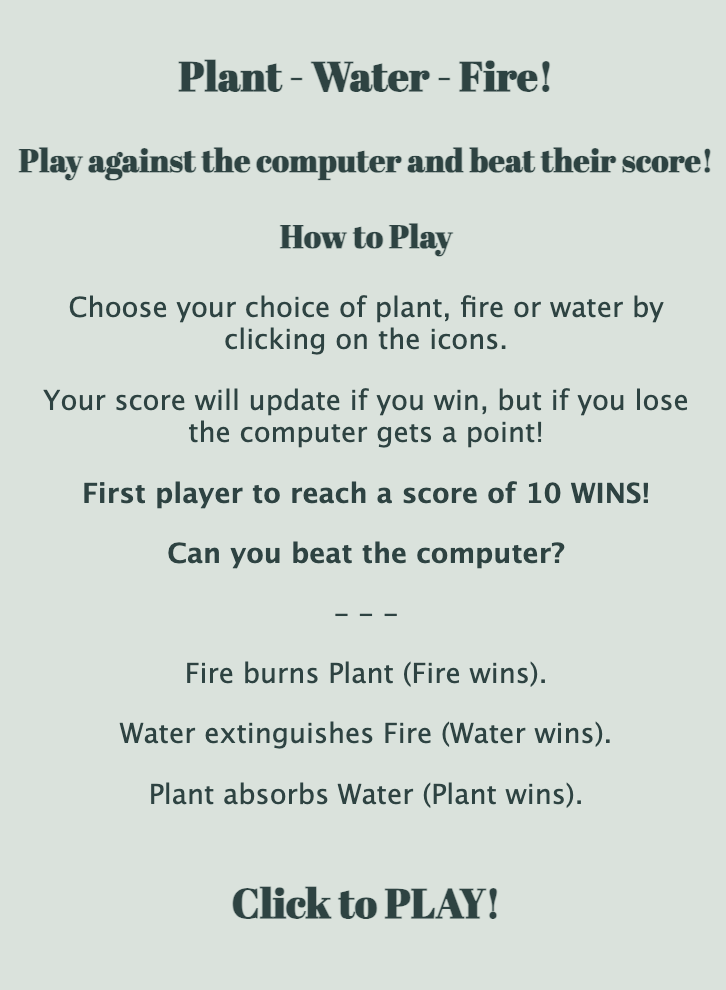 Plant - Water - Fire!
Play against the computer and beat their score!
How to Play
Choose your choice of plant, fire or water by
clicking on the icons.
Your score will update if you win, but if you lose
the computer gets a point!
First player to reach a score of 10 WINS!
Can you beat the computer?
– – –
Fire burns Plant (Fire wins).
Water extinguishes Fire (Water wins).
Plant absorbs Water (Plant wins).
Click to PLAY!